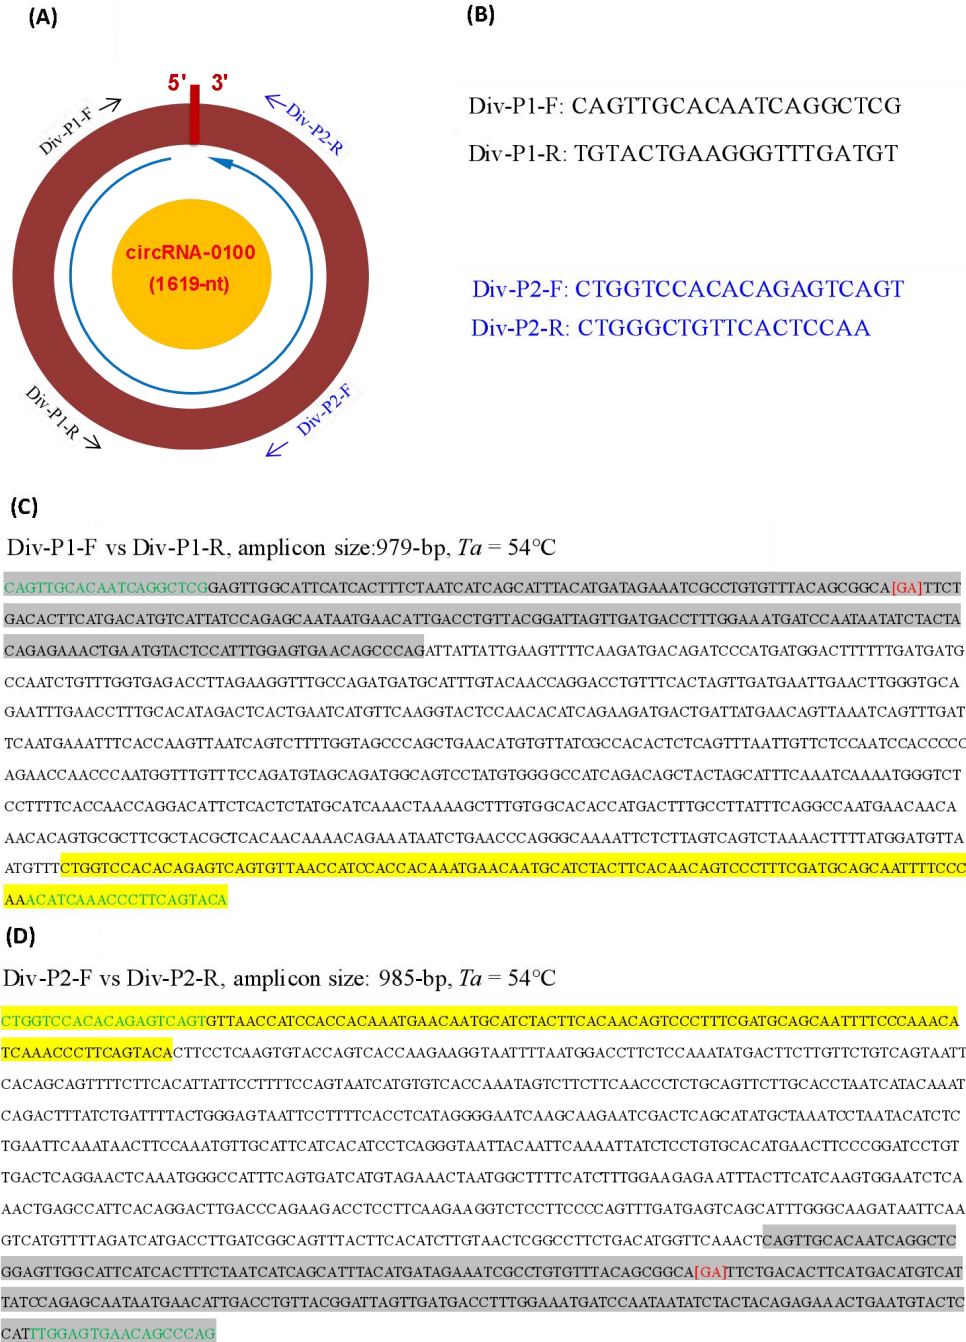 (A)
(B)
5' 3'
Div-P1-F
Div-P2-R
circRNA-0100
(1619-nt)
Div-P1-R
Div-P2-F
Div-P1-F: CAGTTGCACAATCAGGCTCG
Div-P1-R: TGTACTGAAGGGTTTGATGT
Div-P2-F: CTGGTCCACACAGAGTCAGT
Div-P2-R: CTGGGCTGTTCACTCCAA
(C)
Div-P1-F vs Div-P1-R, amplicon size:979-bp, Ta = 54°C
CAGTTGCACAATCAGGCTCGGAGTTGGCATTCATCACTTTCTAATCATCAGCATTTACATGATAGAAATCGCCTGTGTTTACAGCGGCA[GA]TTCT
GACACTTCATGACATGTCATTATCCAGAGCAATAATGAACATTGACCTGTTACGGATTAGTTGATGACCTTTGGAAATGATCCAATAATATCTACTA
CAGAGAAACTGAATGTACTCCATTTGGAGTGAACAGCCCAGATTATTATTGAAGTTTTCAAGATGACAGATCCCATGATGGACTTTTTTGATGATG
CCAATCTGTTTGGTGAGACCTTAGAAGGTTTGCCAGATGATGCATTTGTACAACCAGGACCTGTTTCACTAGTTGATGAATTGAACTTGGGTGCA
GAATTTGAACCTTTGCACATAGACTCACTGAATCATGTTCAAGGTACTCCAACACATCAGAAGATGACTGATTATGAACAGTTAAATCAGTTTGAT
TCAATGAAATTTCACCAAGTTAATCAGTCTTTTGGTAGCCCAGCTGAACATGTGTTATCGCCACACTCTCAGTTTAATTGTTCTCCAATCCACCCCC
AGAACCAACCCAATGGTTTGTTTCCAGATGTAGCAGATGGCAGTCCTATGTGGGGCCATCAGACAGCTACTAGCATTTCAAATCAAAATGGGTCT
CCTTTTCACCAACCAGGACATTCTCACTCTATGCATCAAACTAAAAGCTTTGTGGCACACCATGACTTTGCCTTATTTCAGGCCAATGAACAACA
AACACAGTGCGCTTCGCTACGCTCACAACAAAACAGAAATAATCTGAACCCAGGGCAAAATTCTCTTAGTCAGTCTAAAACTTTTATGGATGTTA
ATGTTTCTGGTCCACACAGAGTCAGTGTTAACCATCCACCACAAATGAACAATGCATCTACTTCACAACAGTCCCTTTCGATGCAGCAATTTTCCC
AAACATCAAACCCTTCAGTACA
(D)
Div-P2-F vs Div-P2-R, amplicon size: 985-bp, Ta = 54°C
CTGGTCCACACAGAGTCAGTGTTAACCATCCACCACAAATGAACAATGCATCTACTTCACAACAGTCCCTTTCGATGCAGCAATTTTCCCAAACA
TCAAACCCTTCAGTACACTTCCTCAAGTGTACCAGTCACCAAGAAGGTAATTTTAATGGACCTTCTCCAAATATGACTTCTTGTTCTGTCAGTAATT
CACAGCAGTTTTCTTCACATTATTCCTTTTCCAGTAATCATGTGTCACCAAATAGTCTTCTTCAACCCTCTGCAGTTCTTGCACCTAATCATACAAAT
CAGACTTTATCTGATTTTACTGGGAGTAATTCCTTTTCACCTCATAGGGGAATCAAGCAAGAATCGACTCAGCATATGCTAAATCCTAATACATCTC
TGAATTCAAATAACTTCCAAATGTTGCATTCATCACATCCTCAGGGTAATTACAATTCAAAATTATCTCCTGTGCACATGAACTTCCCGGATCCTGT
TGACTCAGGAACTCAAATGGGCCATTTCAGTGATCATGTAGAAACTAATGGCTTTTCATCTTTGGAAGAGAATTTACTTCATCAAGTGGAATCTCA
AACTGAGCCATTCACAGGACTTGACCCAGAAGACCTCCTTCAAGAAGGTCTCCTTCCCCAGTTTGATGAGTCAGCATTTGGGCAAGATAATTCAA
GTCATGTTTTAGATCATGACCTTGATCGGCAGTTTACTTCACATCTTGTAACTCGGCCTTCTGACATGGTTCAAACTCAGTTGCACAATCAGGCTC
GGAGTTGGCATTCATCACTTTCTAATCATCAGCATTTACATGATAGAAATCGCCTGTGTTTACAGCGGCA[GA]TTCTGACACTTCATGACATGTCAT
TATCCAGAGCAATAATGAACATTGACCTGTTACGGATTAGTTGATGACCTTTGGAAATGATCCAATAATATCTACTACAGAGAAACTGAATGTACTC
CATTTGGAGTGAACAGCCCAG